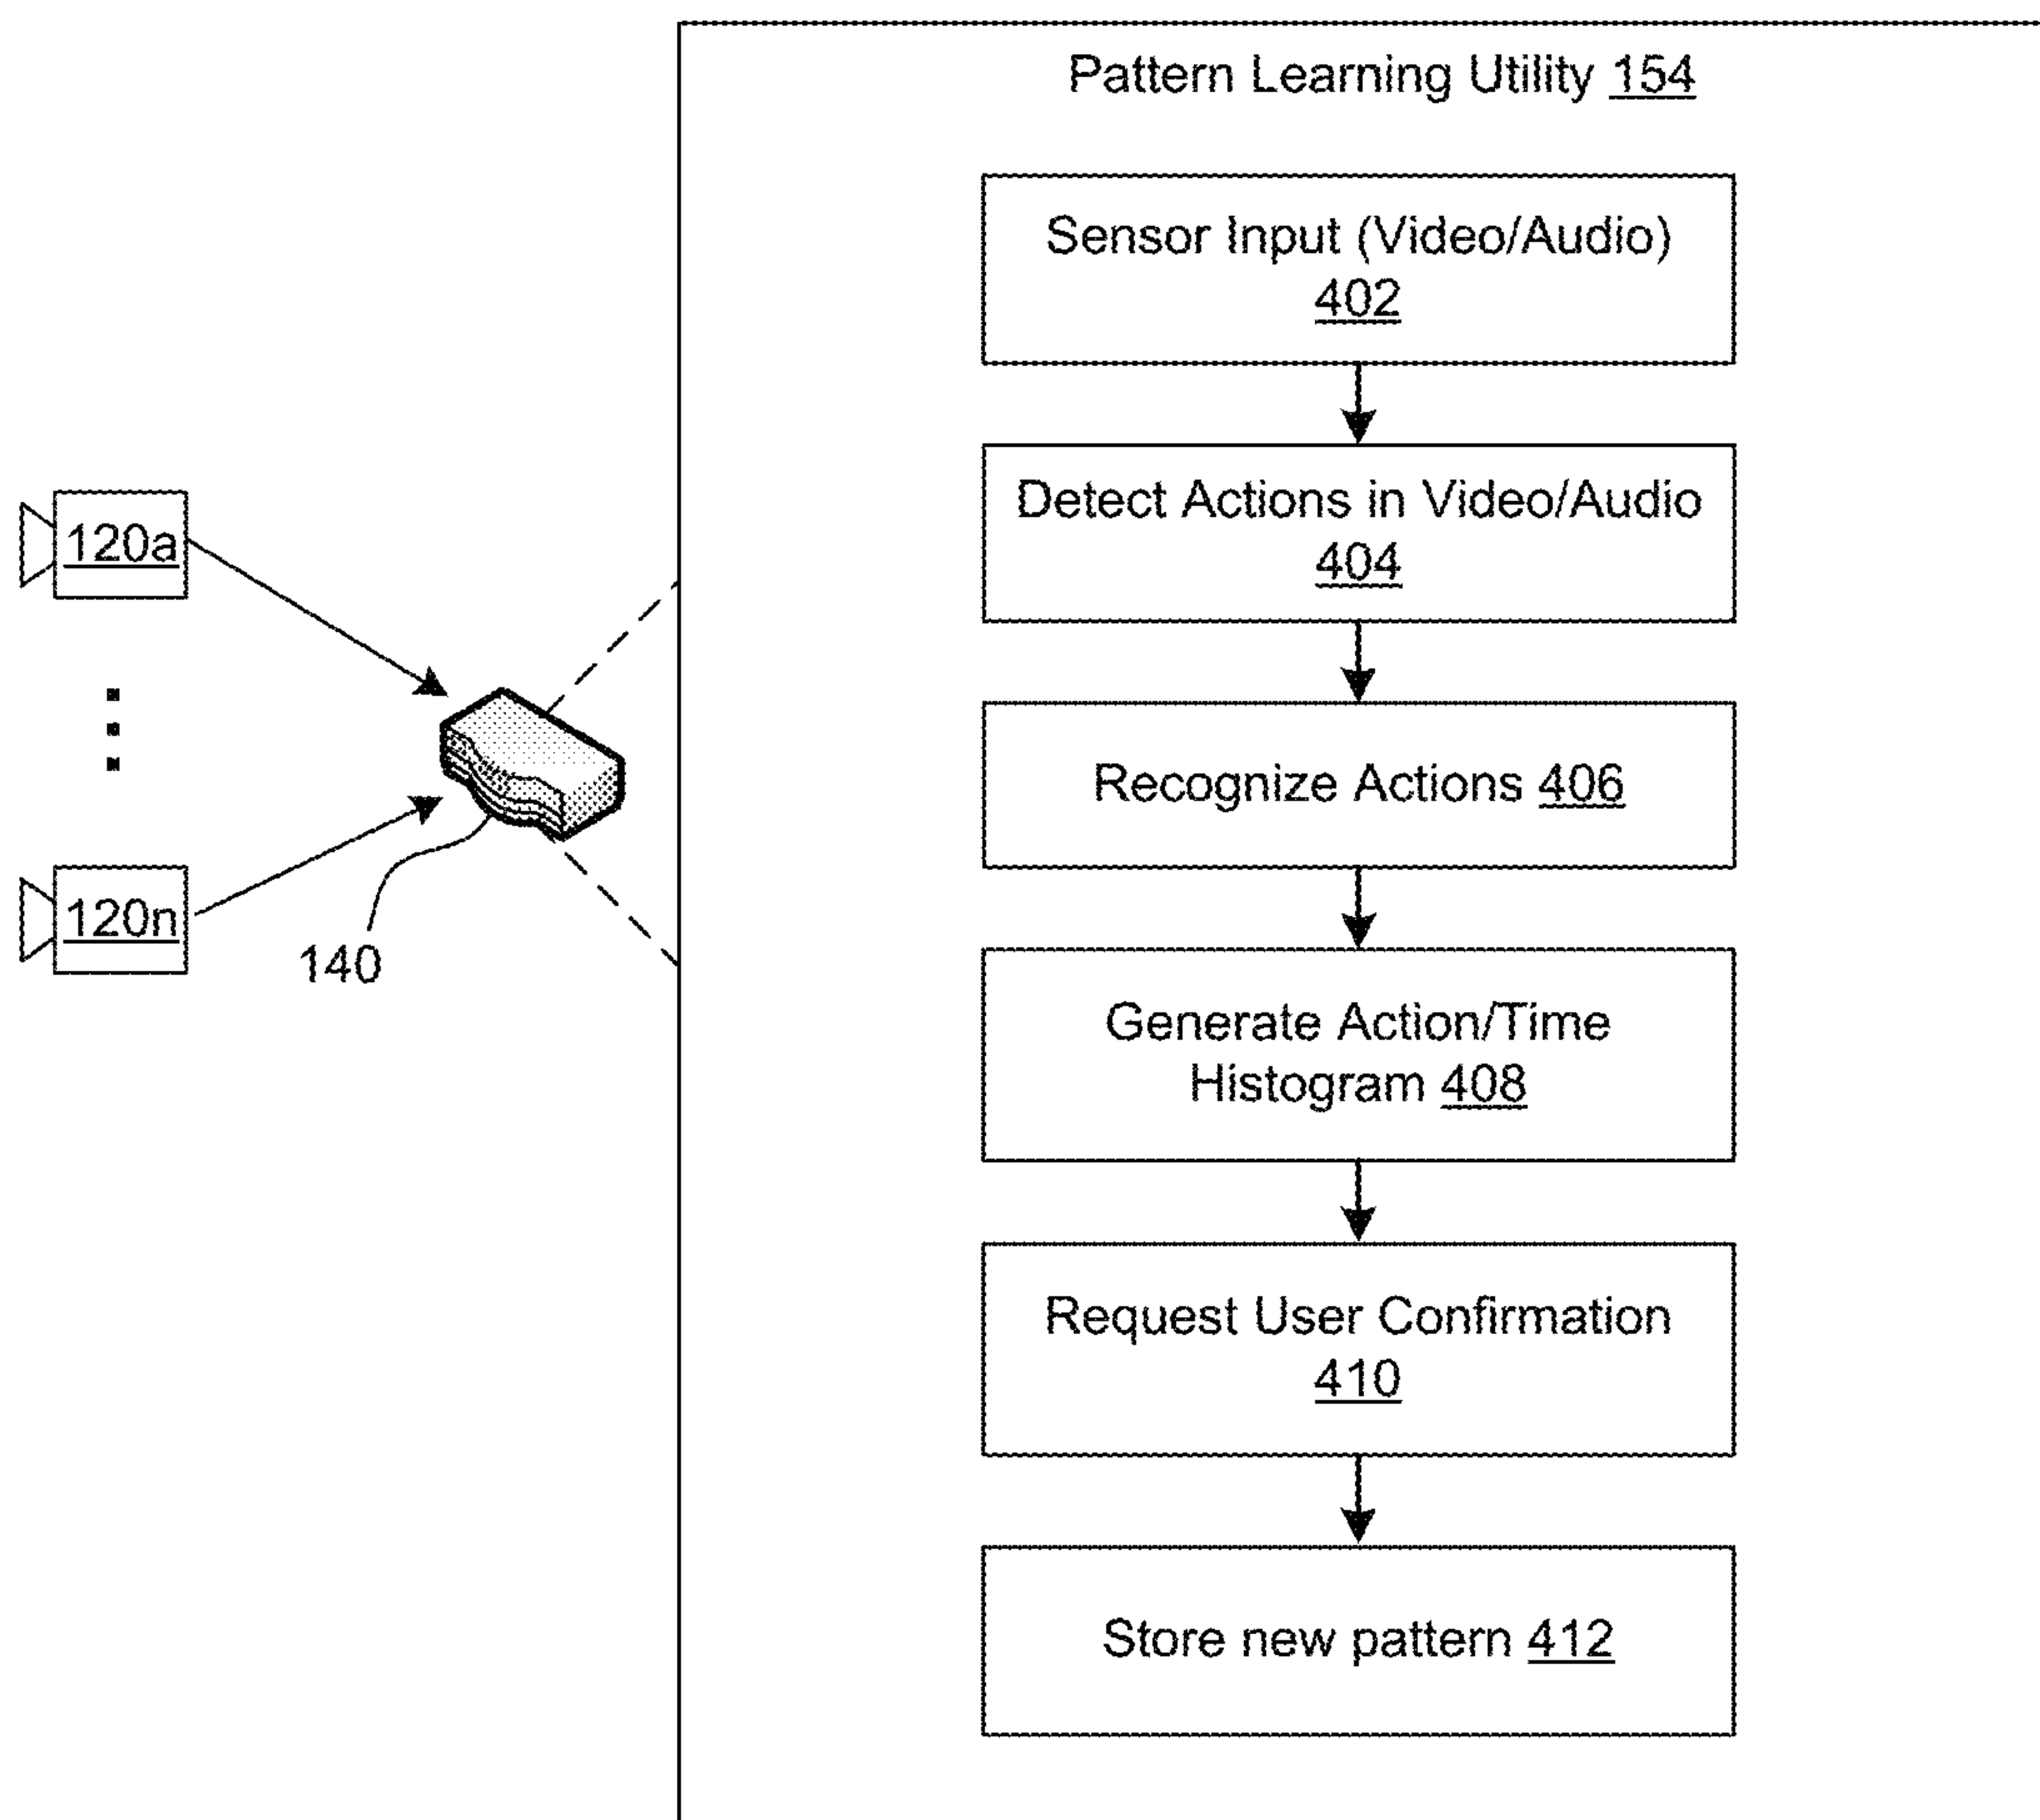 Pattern Learning Utility 154
Sensor Input (Video/Audio)
402
Detect Actions in Video/Audio
404
120a
Recognize Actions 406
120n
140
Generate Action/Time
Histogram 408
Request User Confirmation
410
Store new pattern 412